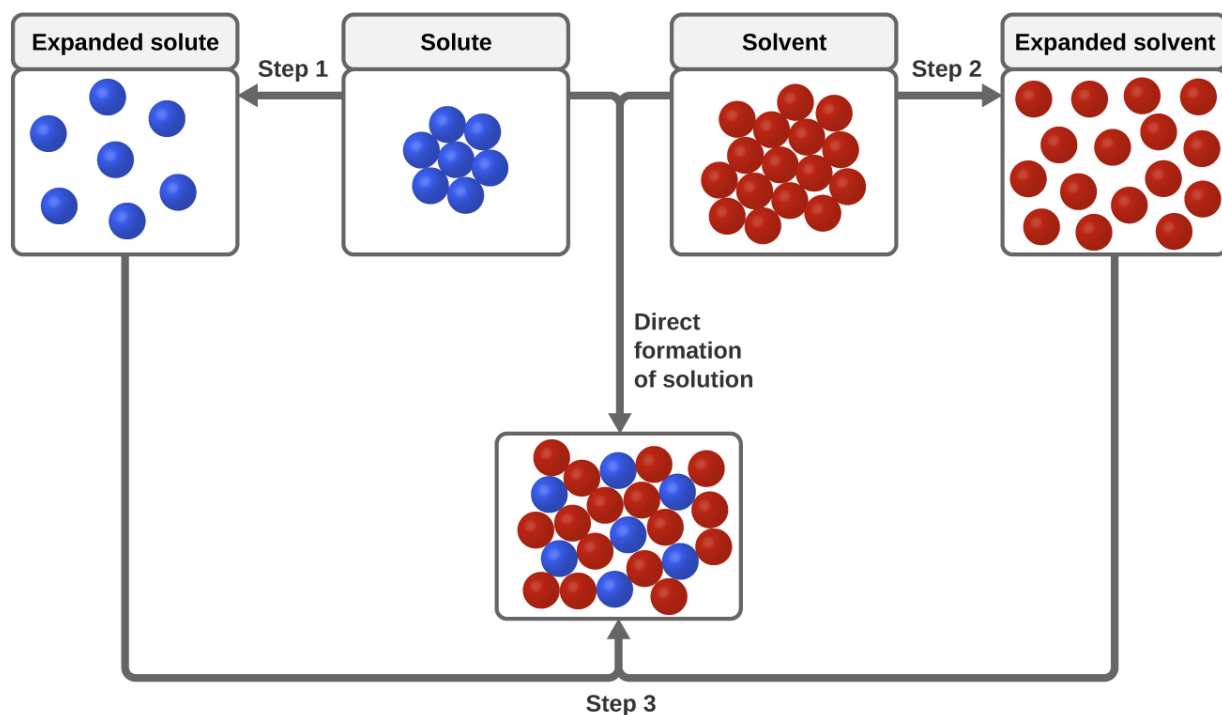 Expanded solute
Solute
Solvent
Expanded solvent
Step 1
Step 2
Direct
formation
of solution
Step 3